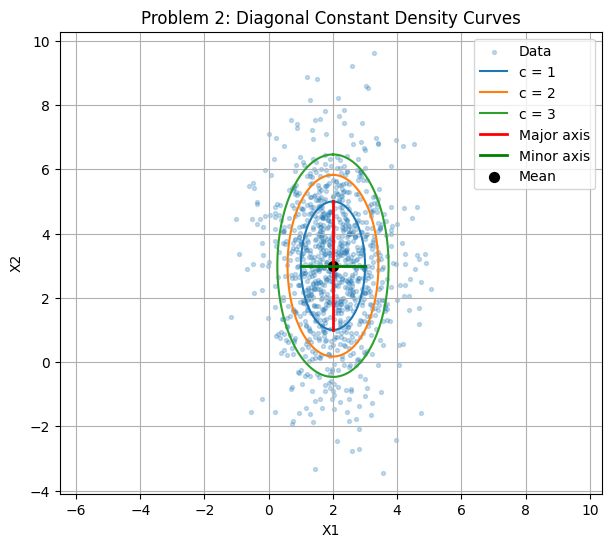 Problem 2: Diagonal Constant Density Curves
Data
c = 1
c = 2
c = 3
Major axis
Minor axis
Mean
X2
10
8
6
4
2
0
−2
−4
−6
−4
−2
0
2
4
6
8
10
X1